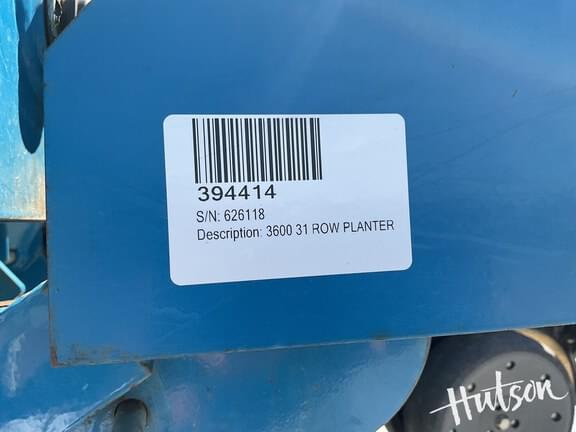 394414
S/N: 626118
Description: 3600 31 ROW PLANTER
Hutson